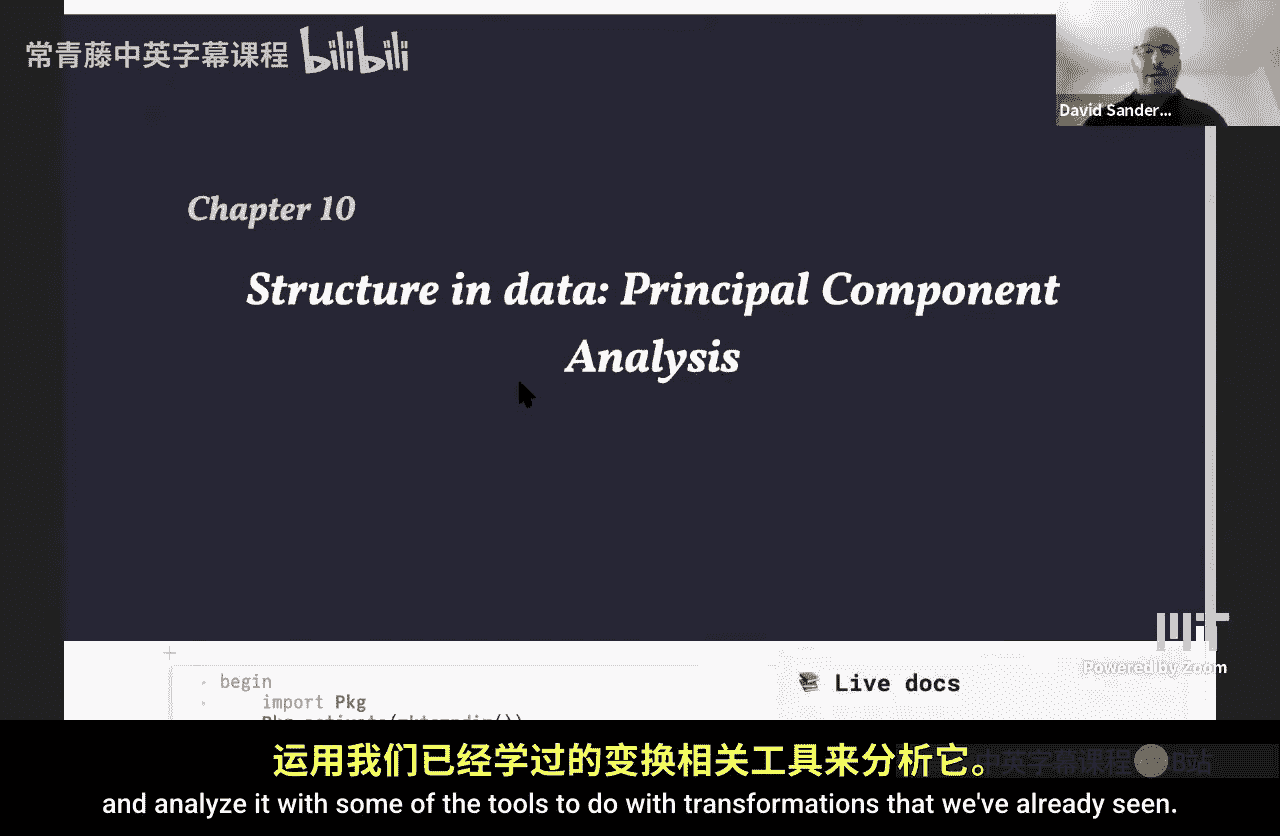 常青藤中英字幕课程 bilibili
David Sander...
Chapter 10
Structure in data: Principal Component
Analysis
MIT
Powered by Zoom
begin
import Pkg
Live docs
运用我们已经学过的变换相关工具来分析它。
and analyze it with some of the tools to do with transformations that we've already seen.